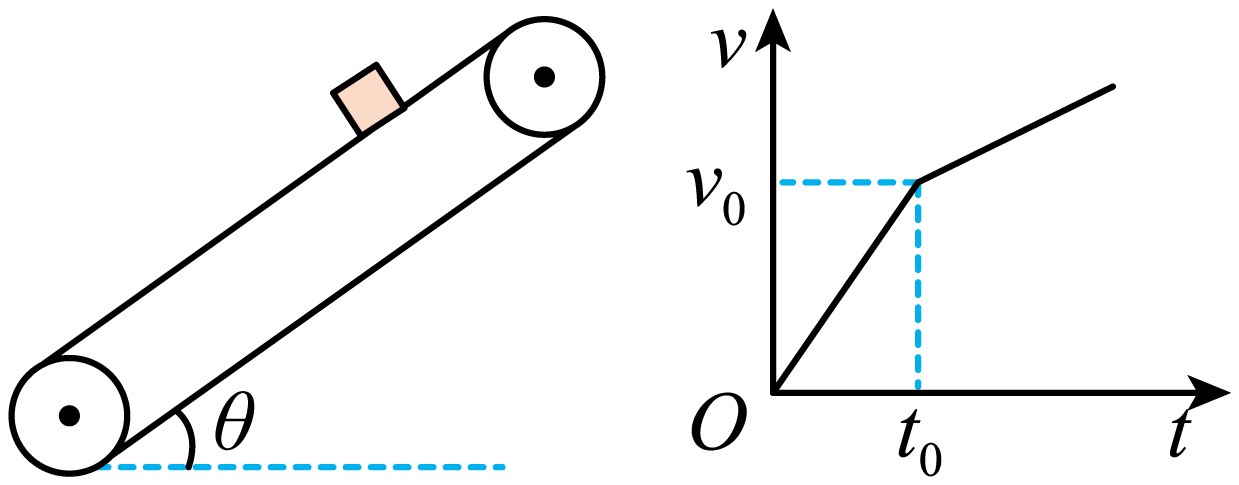 θ
v
v₀
O
t₀
t